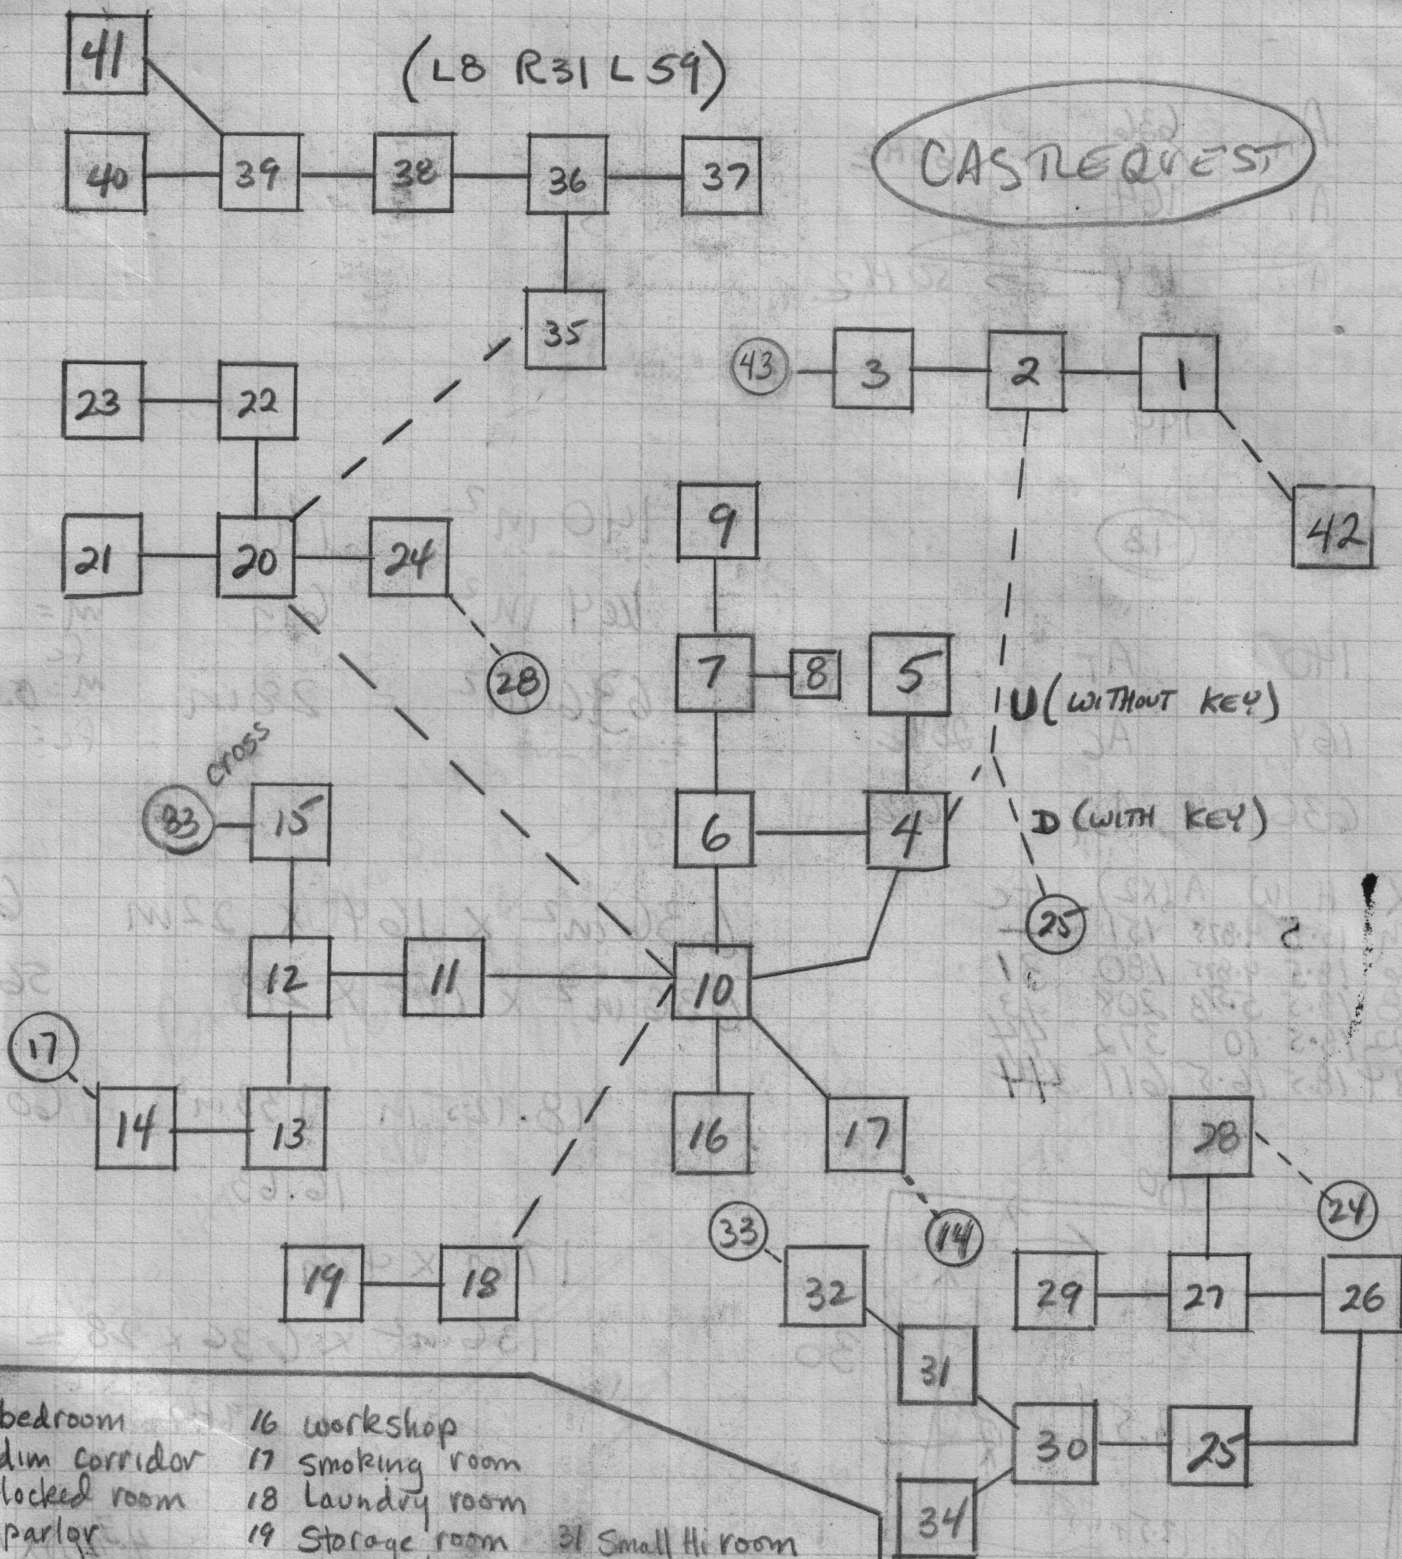 41
(L8 R31 L59)
CASTLEQUEST
40 39 38 36 37
35
43 3 2 1
23 22
42
9
21 20 24
7 8 5
28
U (WITHOUT KEY)
cross
83 15
6 4
D (WITH KEY)
25
12 11 10
17
14 13 16 17
28
33 14 24
19 18 32 29 27 26
31
30 25
34
bedroom 16 workshop
dim corridor 17 smoking room
locked room 18 Laundry room
parlor 19 Storage room 31 Small Hi room